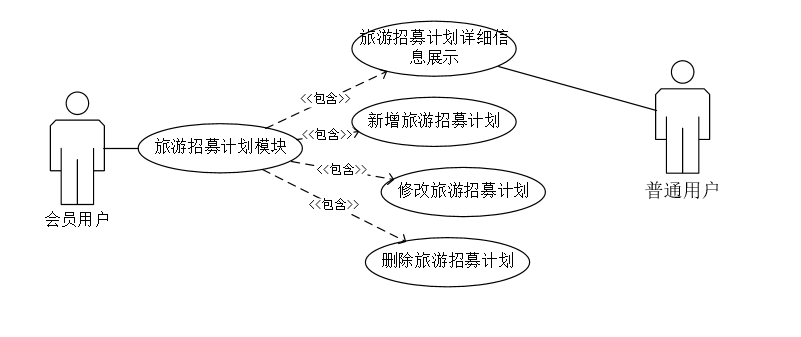 旅游招募计划详细信
息展示
<<包含>>
<<包含>>
新增旅游招募计划
旅游招募计划模块
<<包含>>
修改旅游招募计划
普通用户
<<包含>>
会员用户
删除旅游招募计划